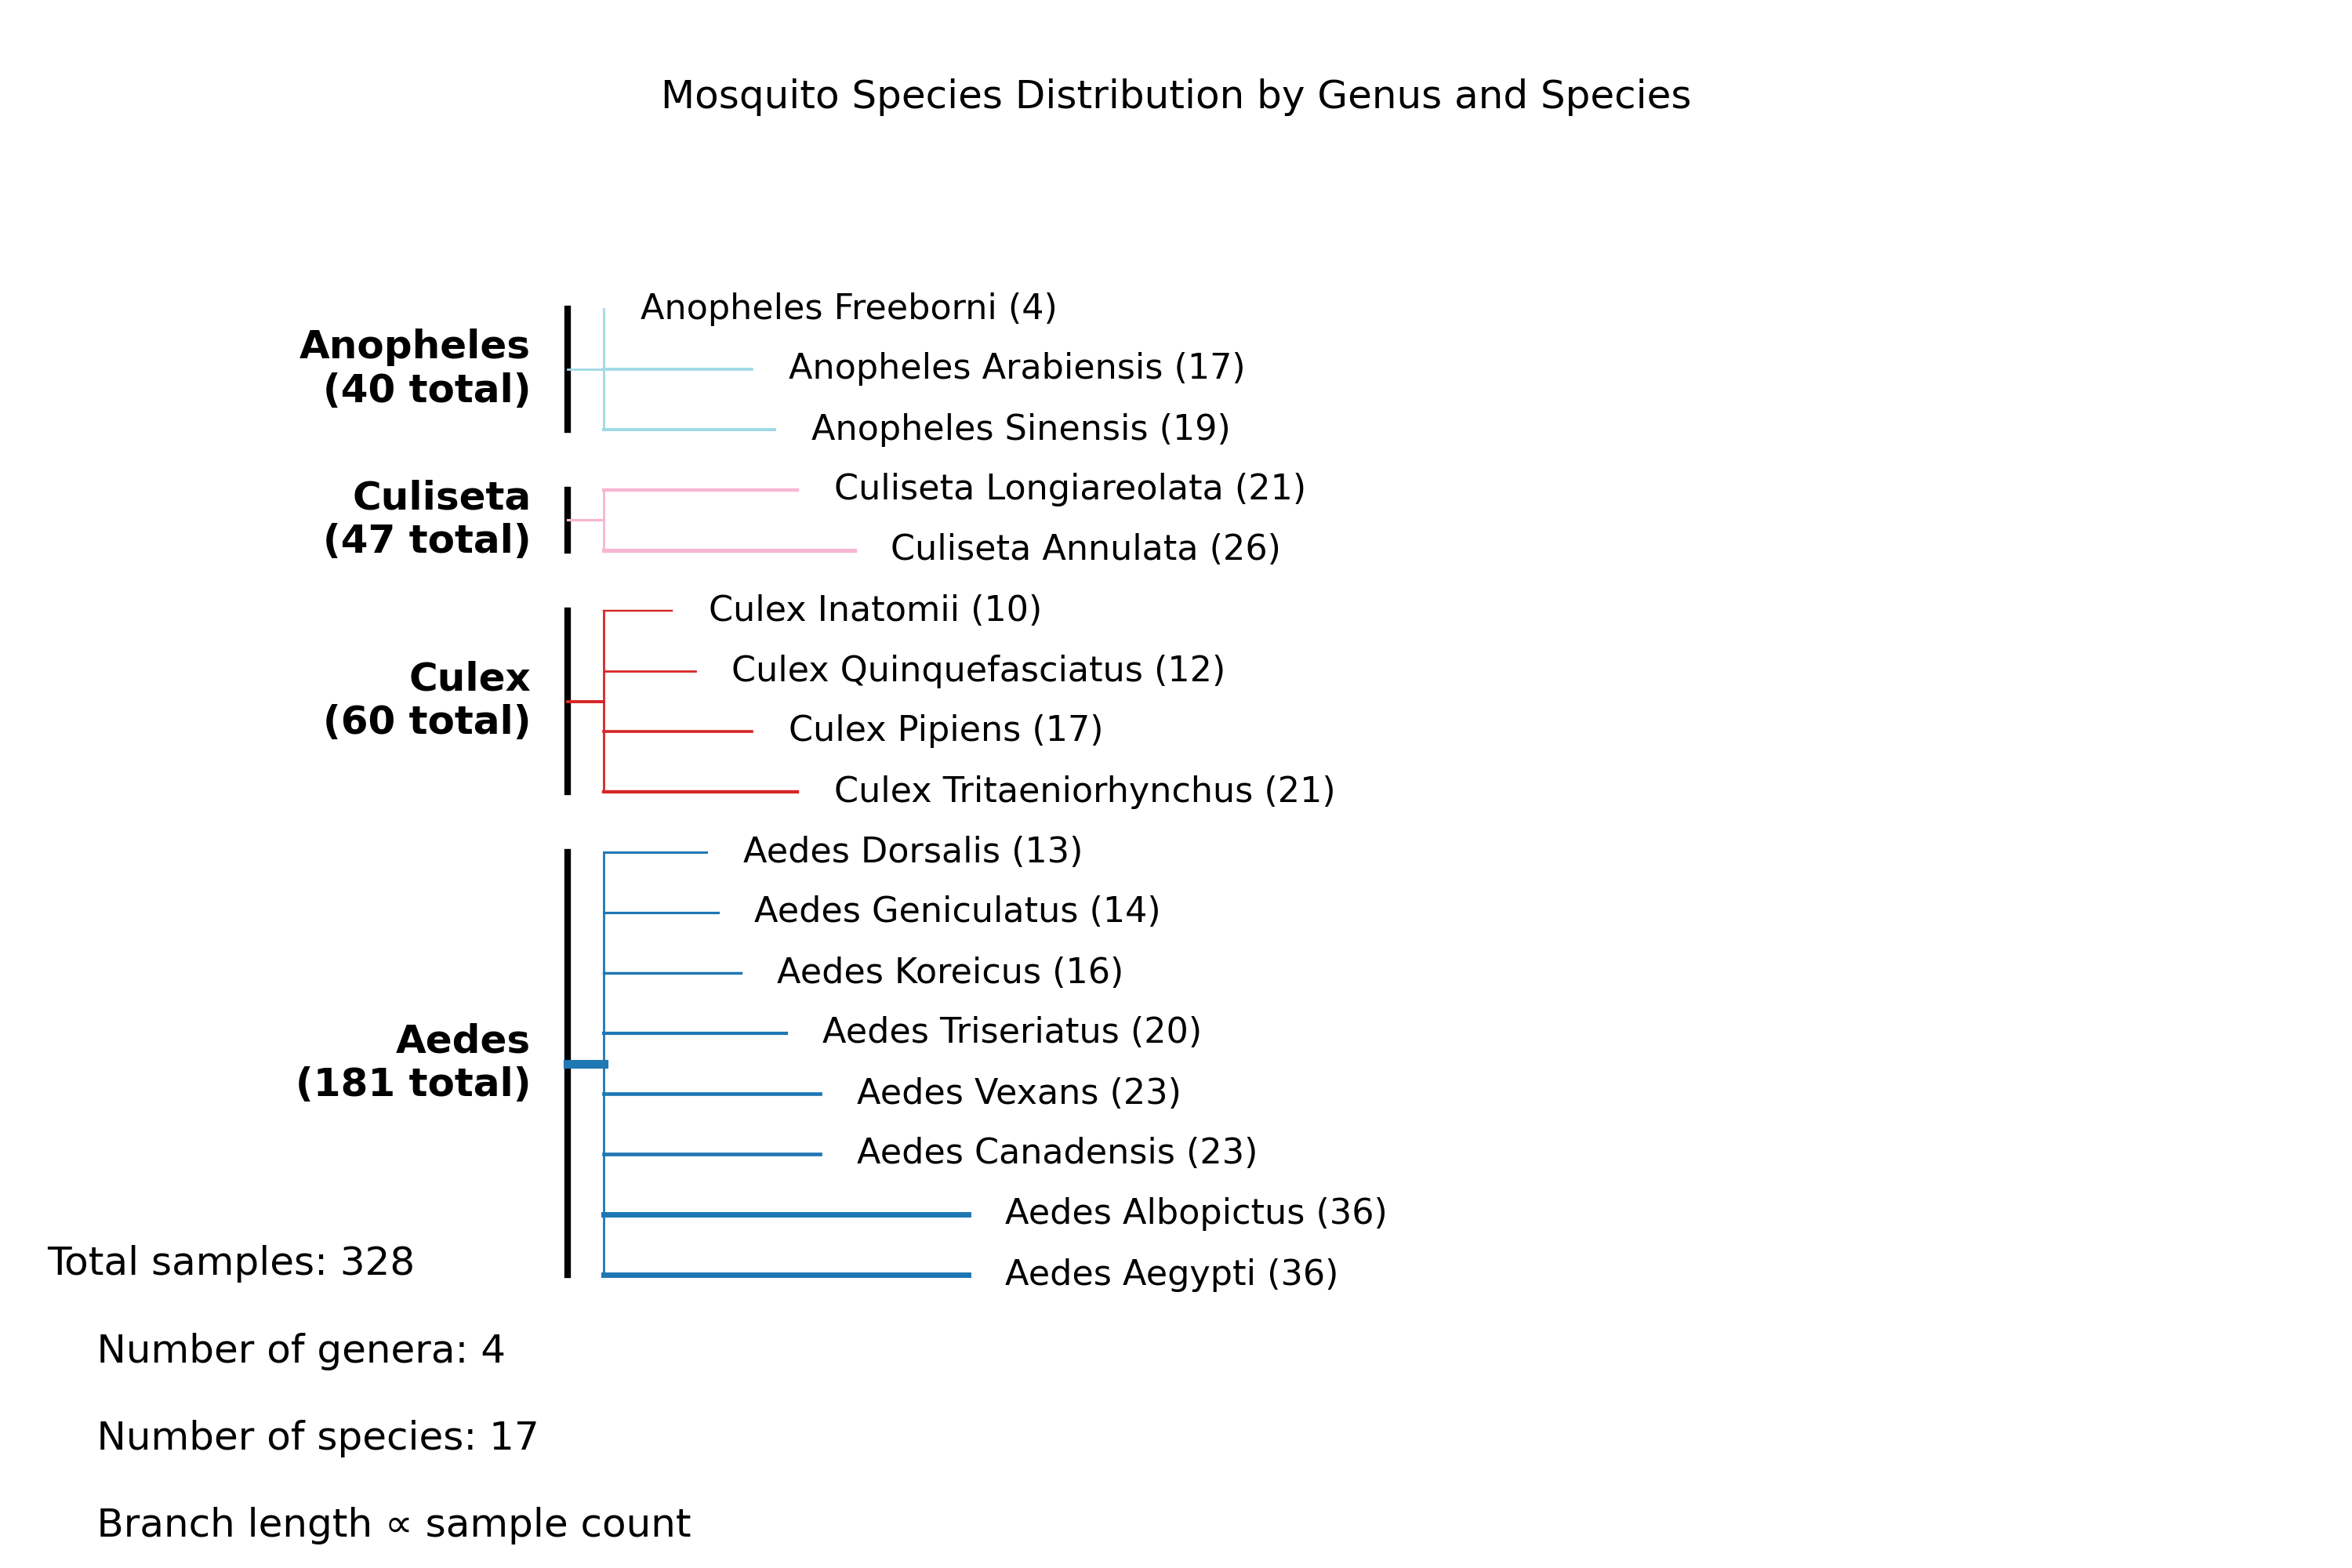 Mosquito Species Distribution by Genus and Species
Anopheles
(40 total)
Anopheles Freeborni (4)
Anopheles Arabiensis (17)
Anopheles Sinensis (19)
Culiseta
(47 total)
Culiseta Longiareolata (21)
Culiseta Annulata (26)
Culex
(60 total)
Culex Inatomii (10)
Culex Quinquefasciatus (12)
Culex Pipiens (17)
Culex Tritaeniorhynchus (21)
Aedes
(181 total)
Aedes Dorsalis (13)
Aedes Geniculatus (14)
Aedes Koreicus (16)
Aedes Triseriatus (20)
Aedes Vexans (23)
Aedes Canadensis (23)
Aedes Albopictus (36)
Aedes Aegypti (36)
Total samples: 328
Number of genera: 4
Number of species: 17
Branch length ∝ sample count